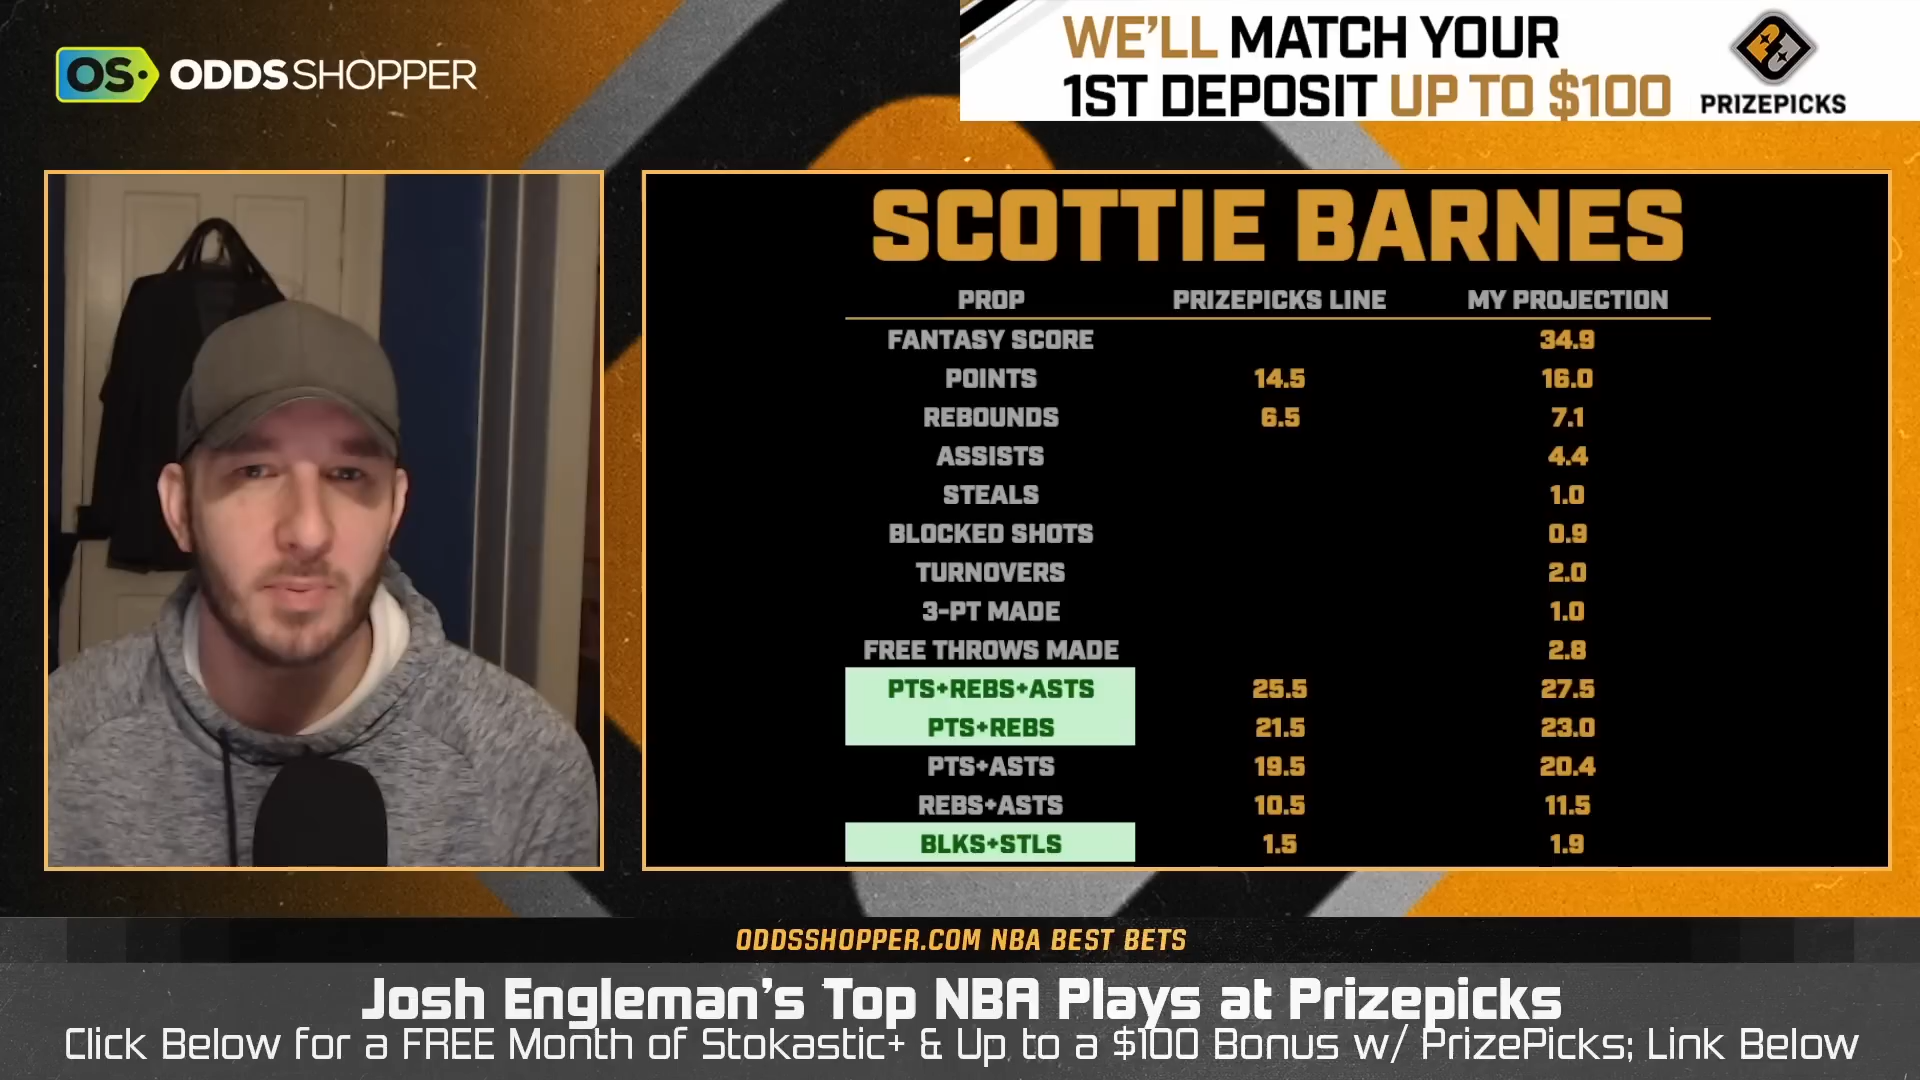 OS
ODDSSHOPPER
WE'LL MATCH YOUR
1ST DEPOSIT UP TO $100
PRIZEPICKS
SCOTTIE BARNES
PROP PRIZEPICKS LINE MY PROJECTION
FANTASY SCORE 34.9
POINTS 14.5 16.0
REBOUNDS 6.5 7.1
ASSISTS 4.4
STEALS 1.0
BLOCKED SHOTS 0.9
TURNOVERS 2.0
3-PT MADE 1.0
FREE THROWS MADE 2.8
PTS+REBS+ASTS 25.5 27.5
PTS+REBS 21.5 23.0
PTS+ASTS 19.5 20.4
REBS+ASTS 10.5 11.5
BLKS+STLS 1.5 1.9
ODDSSHOPPER.COM NBA BEST BETS
Josh Engleman's Top NBA Plays at Prizepicks
Click Below for a FREE Month of Stokastic+ & Up to a $100 Bonus w/ PrizePicks; Link Below